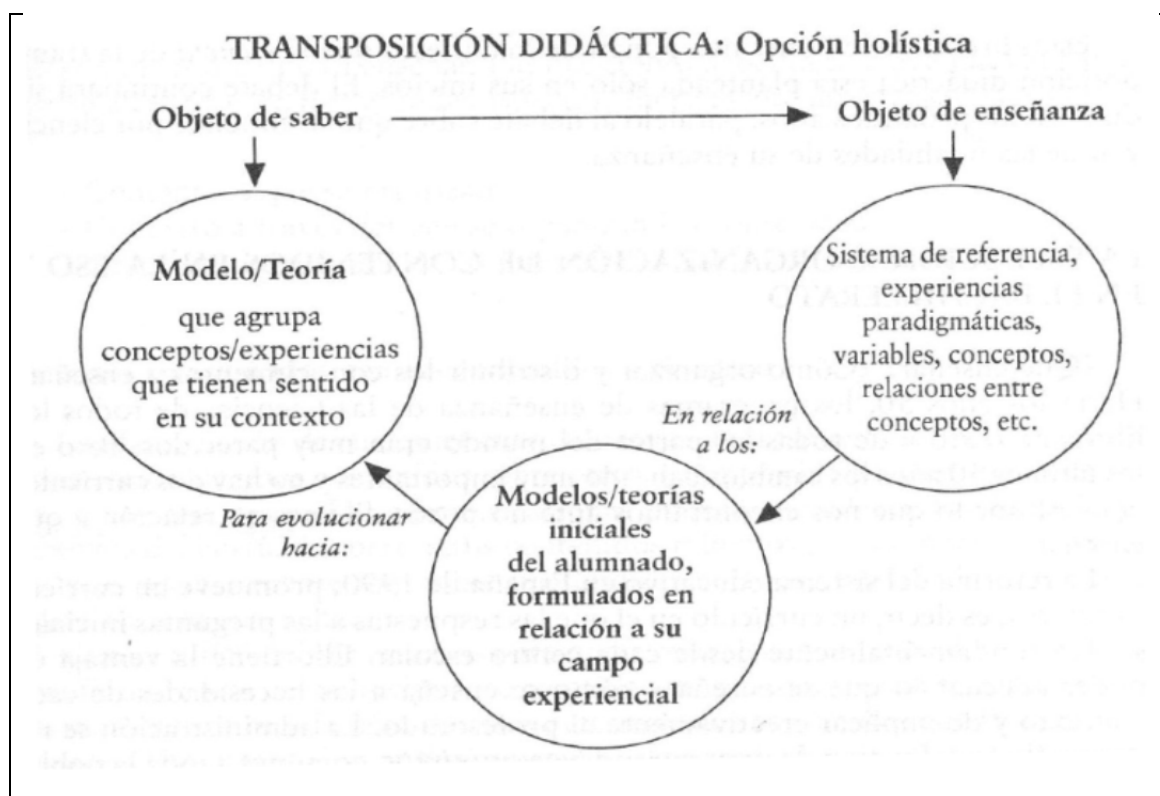 TRANSPOSICIÓN DIDÁCTICA: Opción holística
Objeto de saber
Objeto de enseñanza
Modelo/Teoría
que agrupa
conceptos/experiencias
que tienen sentido
en su contexto
Sistema de referencia,
experiencias
paradigmáticas,
variables, conceptos,
relaciones entre
conceptos, etc.
En relación
a los:
Para evolucionar
hacia:
Modelos/teorías
iniciales
del alumnado,
formulados en
relación a su
campo
experiencial